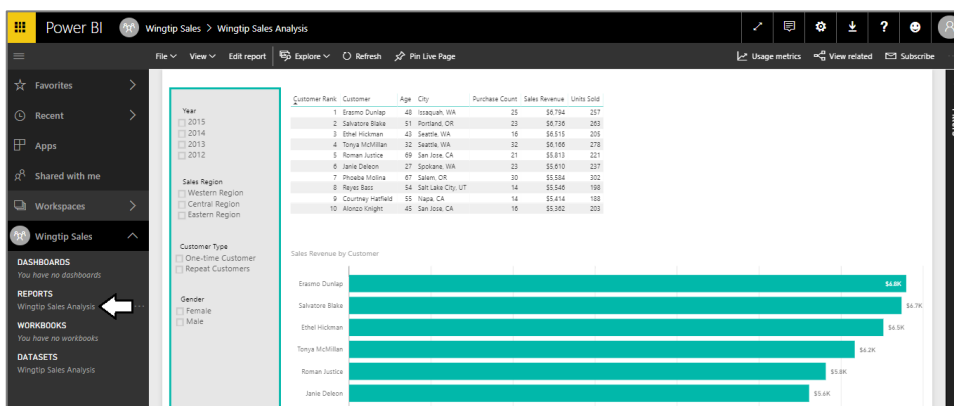 Power BI Wingtip Sales > Wingtip Sales Analysis ?
File View Edit report Explore Refresh Pin Live Page Usage metrics View related Subscribe
Favorites
Recent
Apps
Shared with me
Workspaces
Wingtip Sales
DASHBOARDS
You have no dashboards
REPORTS
Wingtip Sales Analysis ...
WORKBOOKS
You have no workbooks
DATASETS
Wingtip Sales Analysis
Year
2015
2014
2013
2012
Sales Region
Western Region
Central Region
Eastern Region
Customer Type
One-time Customer
Repeat Customers
Gender
Female
Male
Customer Rank Customer Age City Purchase Count Sales Revenue Units Sold
1 Erasmo Dunlap 48 Issaquah, WA 25 $6,794 257
2 Salvatore Blake 51 Portland, OR 23 $6,736 263
3 Ethel Hickman 43 Seattle, WA 16 $6,515 205
4 Tonya McMillan 32 Seattle, WA 32 $6,166 278
5 Roman Justice 69 San Jose, CA 21 $5,813 221
6 Janie Deleon 27 Spokane, WA 23 $5,610 237
7 Phoebe Molina 67 Salem, OR 30 $5,584 302
8 Reyes Bass 54 Salt Lake City, UT 14 $5,546 198
9 Courtney Hatfield 55 Napa, CA 14 $5,414 188
10 Alonzo Knight 45 San Jose, CA 16 $5,362 203
Sales Revenue by Customer
Erasmo Dunlap $6.8K
Salvatore Blake $6.7K
Ethel Hickman $6.5K
Tonya McMillan $6.2K
Roman Justice $5.8K
Janie Deleon $5.6K